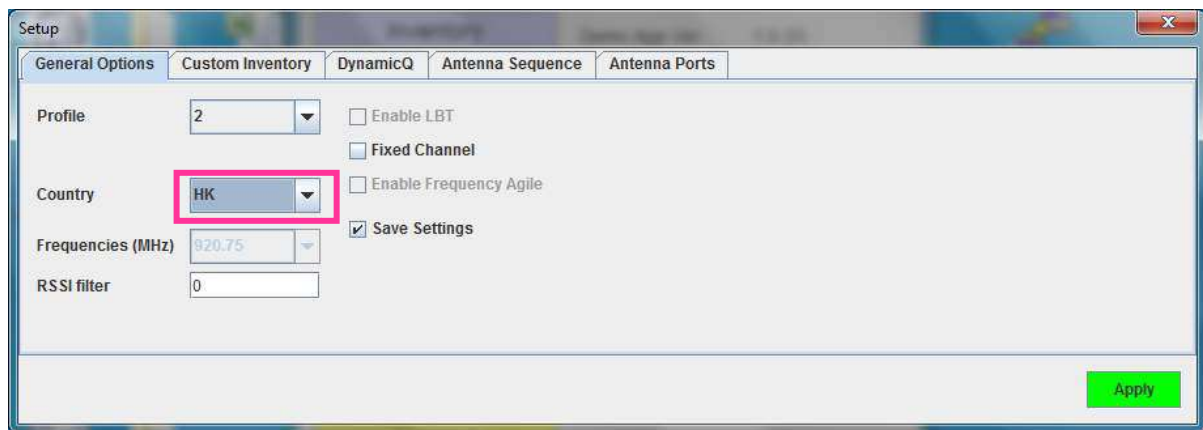 Setup
General Options Custom Inventory DynamicQ Antenna Sequence Antenna Ports
Profile 2 Enable LBT
Fixed Channel
Country HK Enable Frequency Agile
Save Settings
Frequencies (MHz) 920.75
RSSI filter 0
Apply